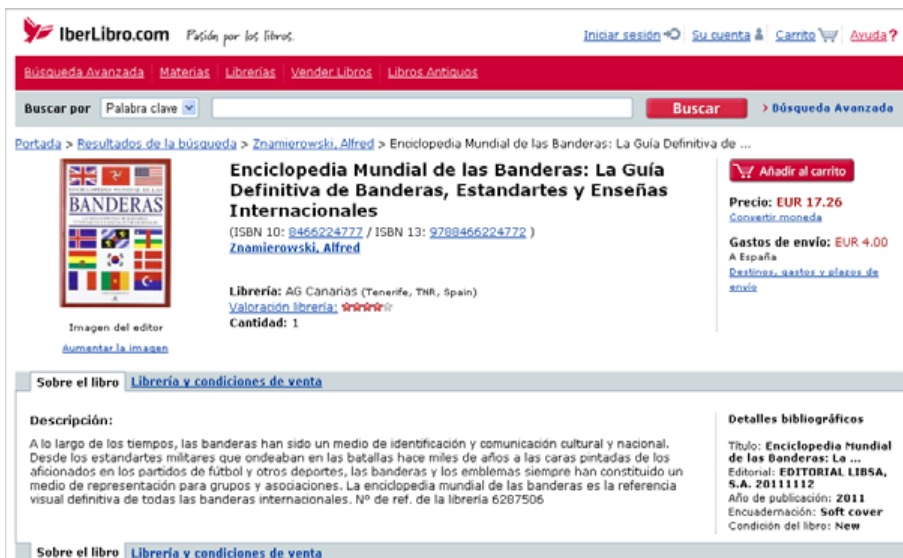 IberLibro.com Pasión por los libros.
Iniciar sesión Su cuenta Carrito Ayuda?
Búsqueda Avanzada Materias Librerías Vender Libros Libros Antiguos
Buscar por Palabra clave Buscar > Búsqueda Avanzada
Portada > Resultados de la búsqueda > Znamierowski, Alfred > Enciclopedia Mundial de las Banderas: La Guía Definitiva de ...
ENCICLOPEDIA MUNDIAL DE LAS
BANDERAS
Imagen del editor
Aumentar la imagen
Enciclopedia Mundial de las Banderas: La Guía
Definitiva de Banderas, Estandartes y Enseñas
Internacionales
(ISBN 10: 8466224777 / ISBN 13: 9788466224772 )
Znamierowski, Alfred
Librería: AG Canarias (Tenerife, TNR, Spain)
Valoración librería:
Cantidad: 1
Añadir al carrito
Precio: EUR 17.26
Convertir moneda
Gastos de envío: EUR 4.00
A España
Destinos, gastos y plazos de
envío
Sobre el libro Librería y condiciones de venta
Descripción:
A lo largo de los tiempos, las banderas han sido un medio de identificación y comunicación cultural y nacional.
Desde los estandartes militares que ondeaban en las batallas hace miles de años a las caras pintadas de los
aficionados en los partidos de fútbol y otros deportes, las banderas y los emblemas siempre han constituido un
medio de representación para grupos y asociaciones. La enciclopedia mundial de las banderas es la referencia
visual definitiva de todas las banderas internacionales. Nº de ref. de la librería 6287506
Detalles bibliográficos
Título: Enciclopedia Mundial
de las Banderas: La ...
Editorial: EDITORIAL LIBSA,
S.A. 20111112
Año de publicación: 2011
Encuadernación: Soft cover
Condición del libro: New
Sobre el libro Librería y condiciones de venta